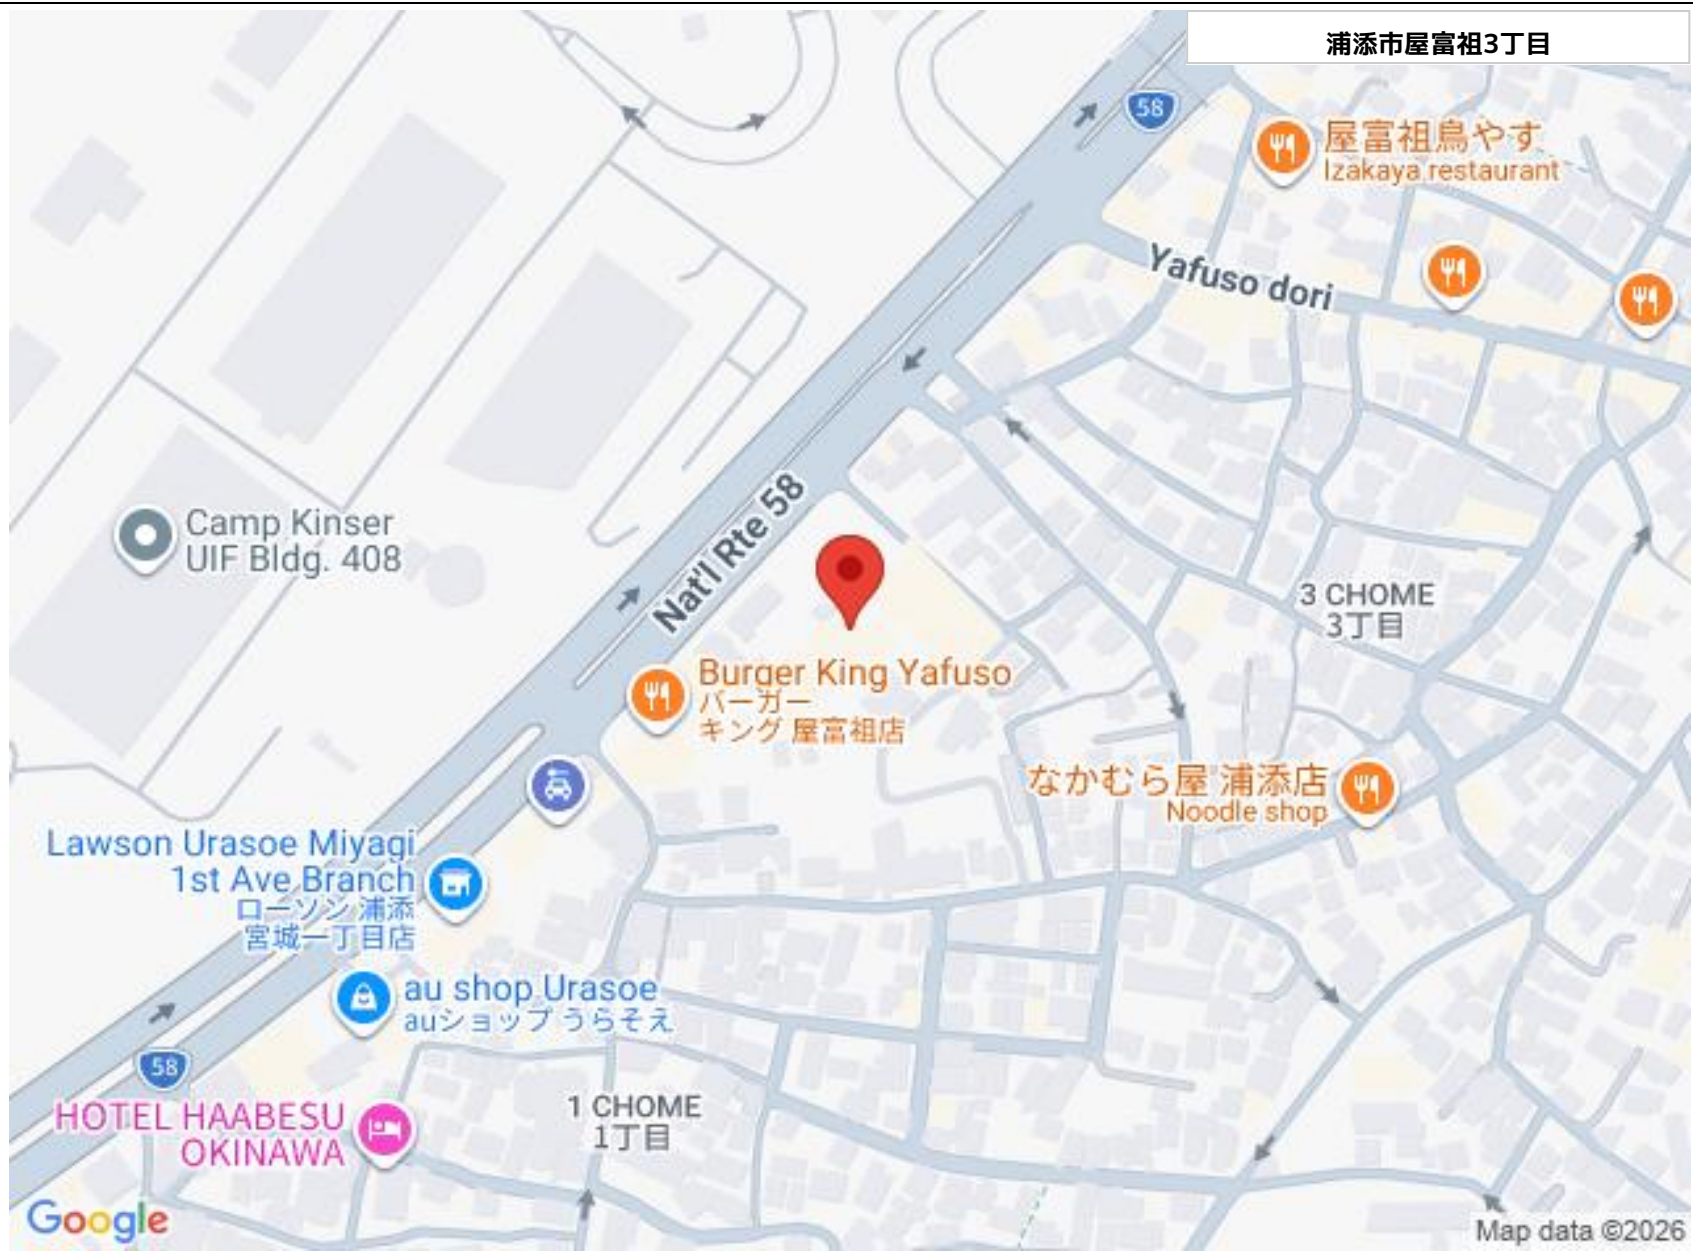 浦添市屋富祖3丁目
58
屋富祖鳥やす
Izakaya restaurant
Yafuso dori
Nat'l Rte 58
Camp Kinser
UIF Bldg. 408
3 CHOME
3丁目
Burger King Yafuso
バーガー
キング 屋富祖店
なかむら屋 浦添店
Noodle shop
Lawson Urasoe Miyagi
1st Ave Branch
ローソン 浦添
宮城一丁目店
au shop Urasoe
auショップ うらそえ
58
HOTEL HAABESU
OKINAWA
1 CHOME
1丁目
Google
Map data ©2026